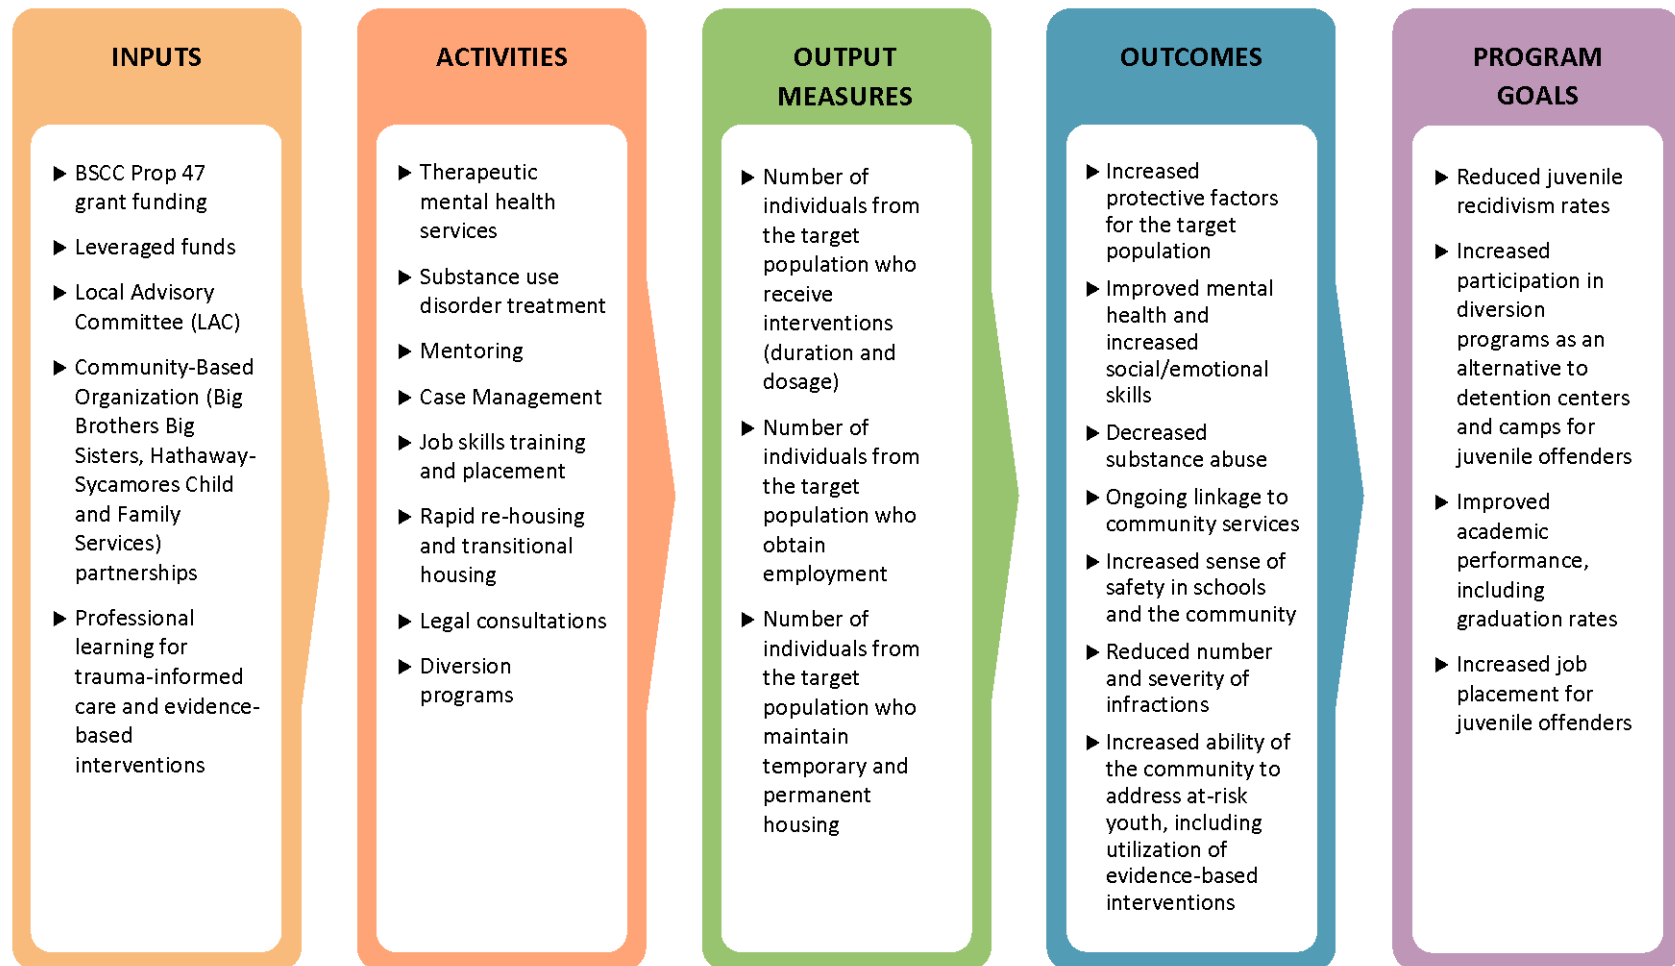 INPUTS
▶ BSCC Prop 47
grant funding
▶ Leveraged funds
▶ Local Advisory
Committee (LAC)
▶ Community-Based
Organization (Big
Brothers Big
Sisters, Hathaway-
Sycamores Child
and Family
Services)
partnerships
▶ Professional
learning for
trauma-informed
care and evidence-
based
interventions
ACTIVITIES
▶ Therapeutic
mental health
services
▶ Substance use
disorder treatment
▶ Mentoring
▶ Case Management
▶ Job skills training
and placement
▶ Rapid re-housing
and transitional
housing
▶ Legal consultations
▶ Diversion
programs
OUTPUT
MEASURES
▶ Number of
individuals from
the target
population who
receive
interventions
(duration and
dosage)
▶ Number of
individuals from
the target
population who
obtain
employment
▶ Number of
individuals from
the target
population who
maintain
temporary and
permanent
housing
OUTCOMES
▶ Increased
protective factors
for the target
population
▶ Improved mental
health and
increased
social/emotional
skills
▶ Decreased
substance abuse
▶ Ongoing linkage to
community services
▶ Increased sense of
safety in schools
and the community
▶ Reduced number
and severity of
infractions
▶ Increased ability of
the community to
address at-risk
youth, including
utilization of
evidence-based
interventions
PROGRAM
GOALS
▶ Reduced juvenile
recidivism rates
▶ Increased
participation in
diversion
programs as an
alternative to
detention centers
and camps for
juvenile offenders
▶ Improved
academic
performance,
including
graduation rates
▶ Increased job
placement for
juvenile offenders